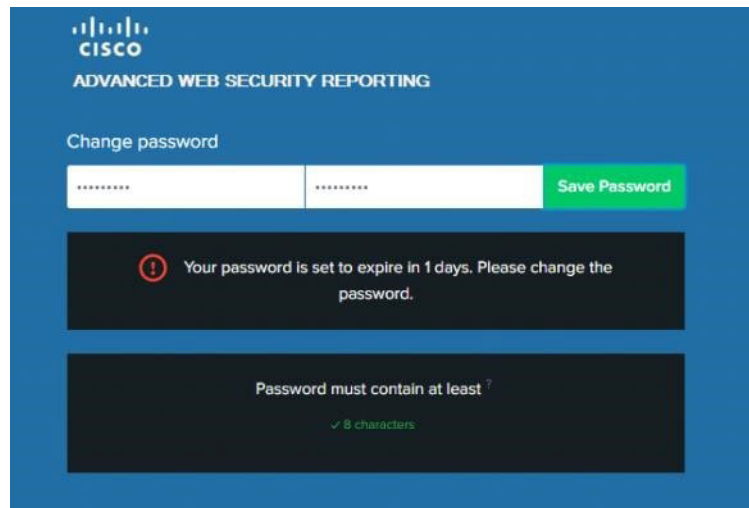 CISCO
ADVANCED WEB SECURITY REPORTING
Change password
Save Password
Your password is set to expire in 1 days. Please change the
password.
Password must contain at least ?
✓ 8 characters